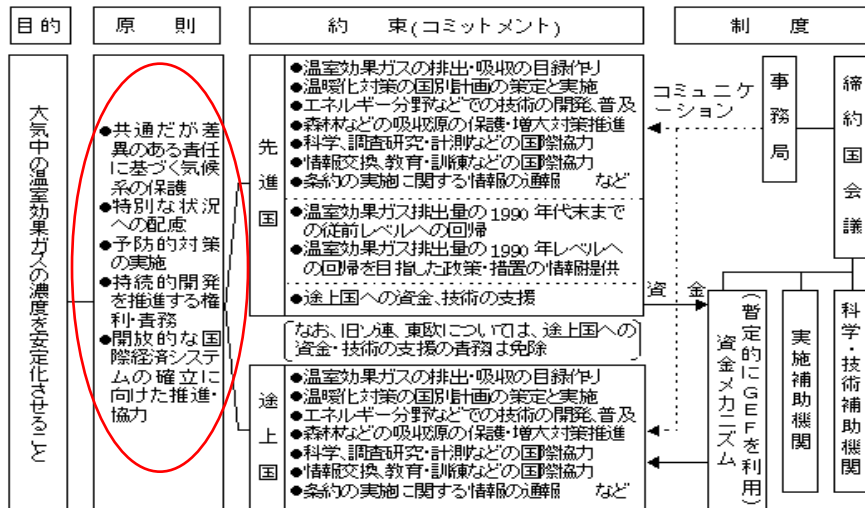 目的
原則
約束(コミットメント)
制度
大気中の温室効果ガスの濃度を安定化させること
●共通だが差
異のある責任
に基づく気候
系の保護
●特別な状況
への配慮
●予防的対策
の実施
●持続的開発
を推進する権
利・責務
●開放的な国
際経済システ
ムの確立に
向けた推進・
協力
先進国
●温室効果ガスの排出・吸収の目録作り
●温暖化対策の国別計画の策定と実施
●エネルギー分野などでの技術の開発、普及
●森林などの吸収源の保護・増大対策推進
●科学、調査研究・計測などの国際協力
●情報交換、教育・訓練などの国際協力
●条約の実施に関する情報の通報 など
●温室効果ガス排出量の1990年代末まで
の従前レベルへの回帰
●温室効果ガス排出量の1990年レベルへ
の回帰を目指した政策・措置の情報提供
●途上国への資金、技術の支援
なお、旧ソ連、東欧については、途上国への
資金・技術の支援の責務は免除
途上国
●温室効果ガスの排出・吸収の目録作り
●温暖化対策の国別計画の策定と実施
●エネルギー分野などでの技術の開発、普及
●森林などの吸収源の保護・増大対策推進
●科学、調査研究・計測などの国際協力
●情報交換、教育・訓練などの国際協力
●条約の実施に関する情報の通報 など
コミュニケ
ーション
資金
事務局
締約国会議
(暫定的にGEFを利用)
資金メカニズム
実施補助機関
科学・技術補助機関